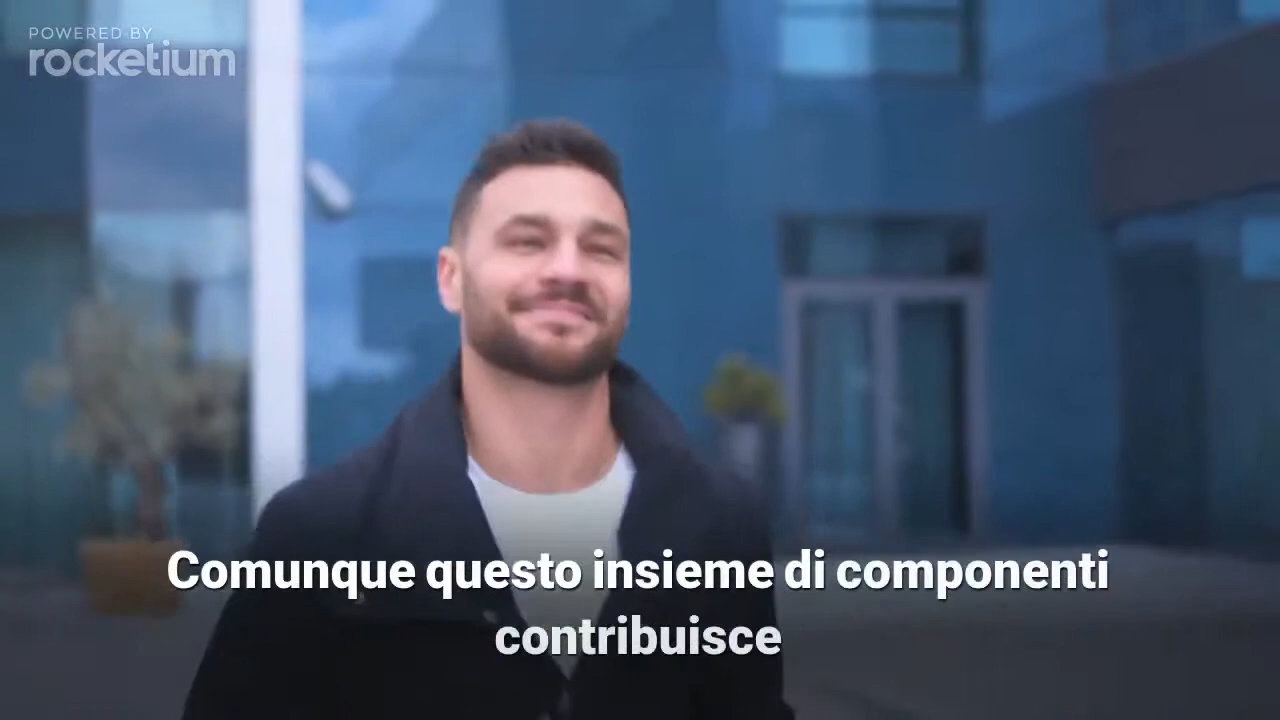 POWERED BY
rocketium
Comunque questo insieme di componenti
contribuisce